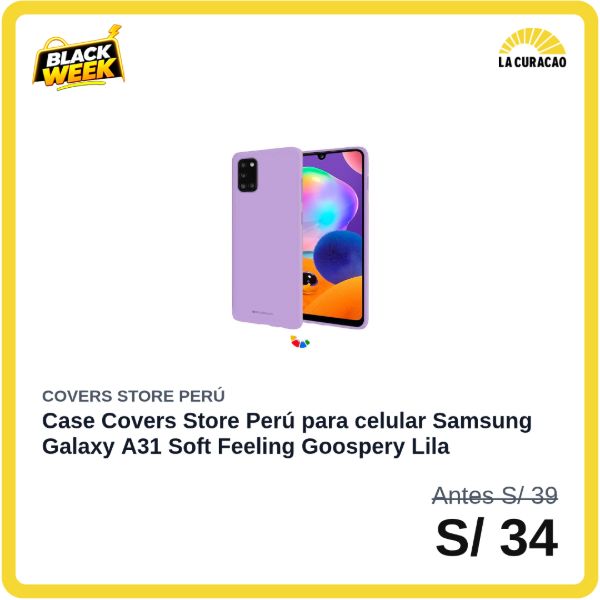 BLACK
WEEK
LA CURACAO
COVERS STORE PERÚ
Case Covers Store Perú para celular Samsung
Galaxy A31 Soft Feeling Goospery Lila
Antes S/ 39
S/ 34